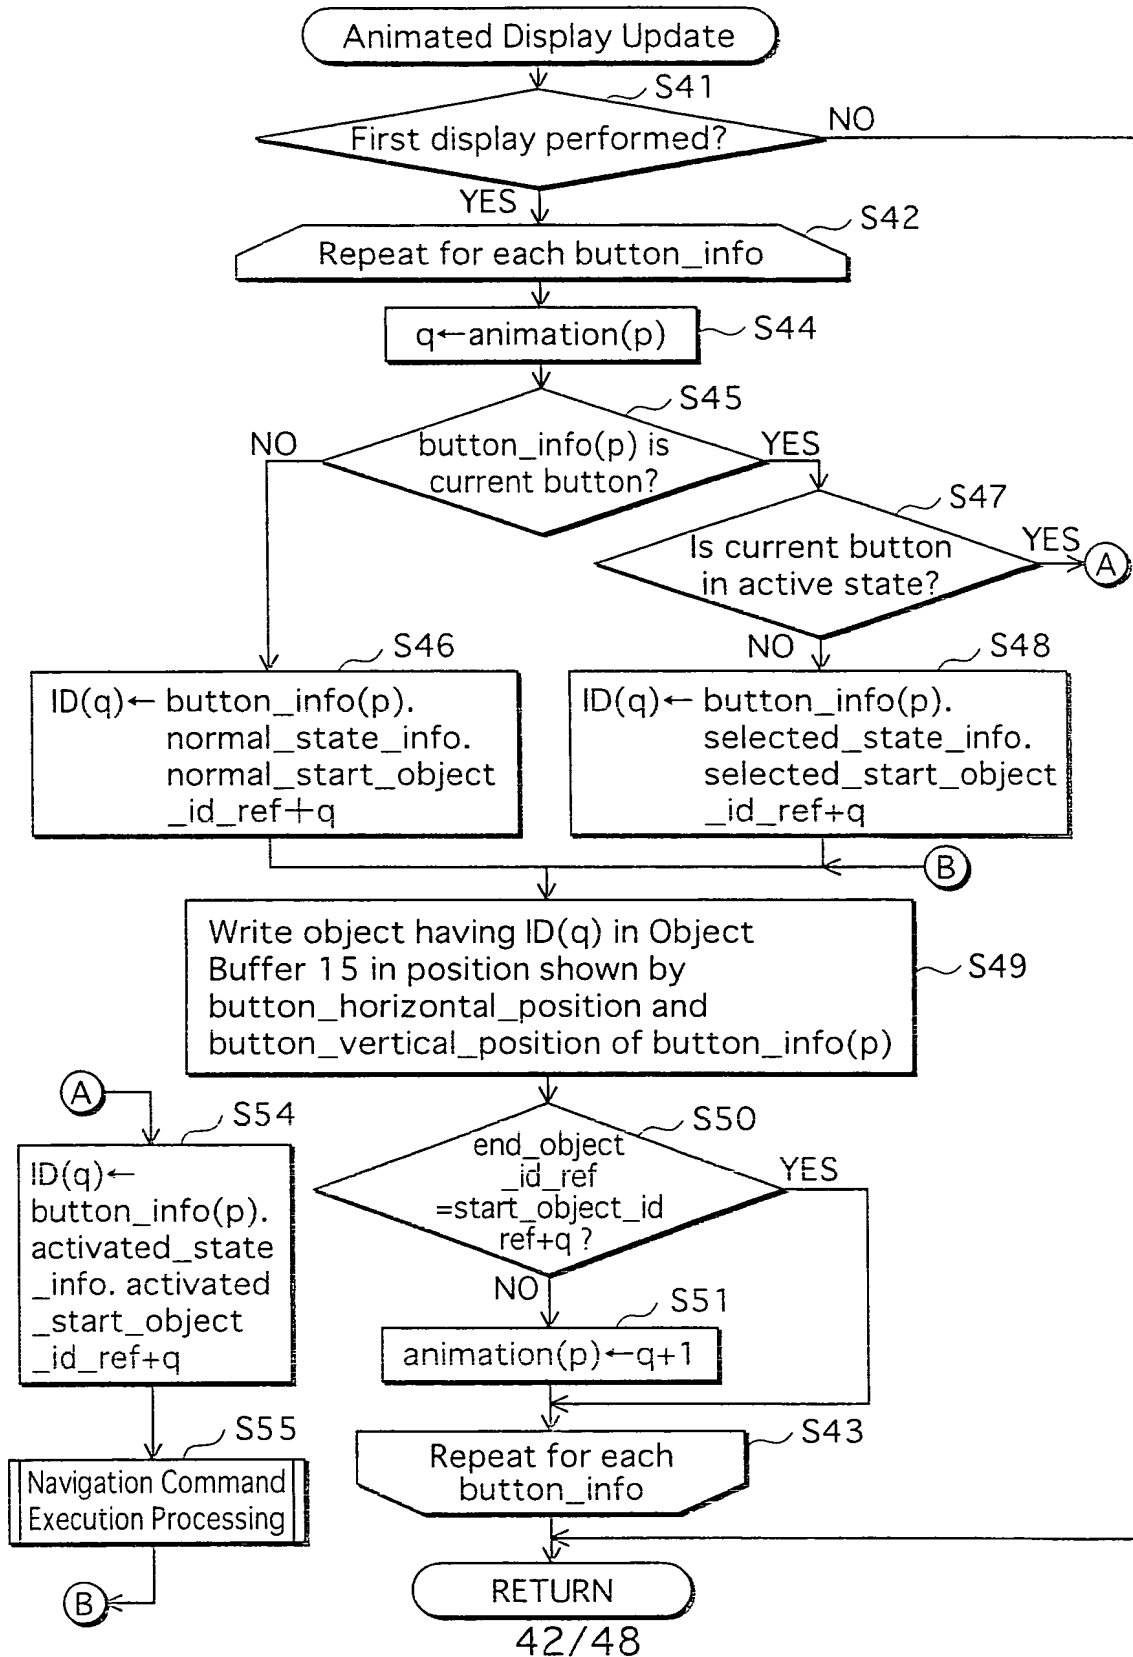 Animated Display Update
S41
First display performed?
NO
YES
S42
Repeat for each button_info
q←animation(p)
S44
S45
button_info(p) is
current button?
NO
YES
S47
Is current button
in active state?
YES
A
NO
S46
ID(q)← button_info(p).
normal_state_info.
normal_start_object
_id_ref+q
S48
ID(q)← button_info(p).
selected_state_info.
selected_start_object
_id_ref+q
B
Write object having ID(q) in Object
Buffer 15 in position shown by
button_horizontal_position and
button_vertical_position of button_info(p)
S49
A
S54
ID(q)←
button_info(p).
activated_state
_info. activated
_start_object
_id_ref+q
S55
Navigation Command
Execution Processing
B
S50
end_object
_id_ref
=start_object_id
ref+q ?
YES
NO
S51
animation(p)←q+1
S43
Repeat for each
button_info
RETURN
42/48